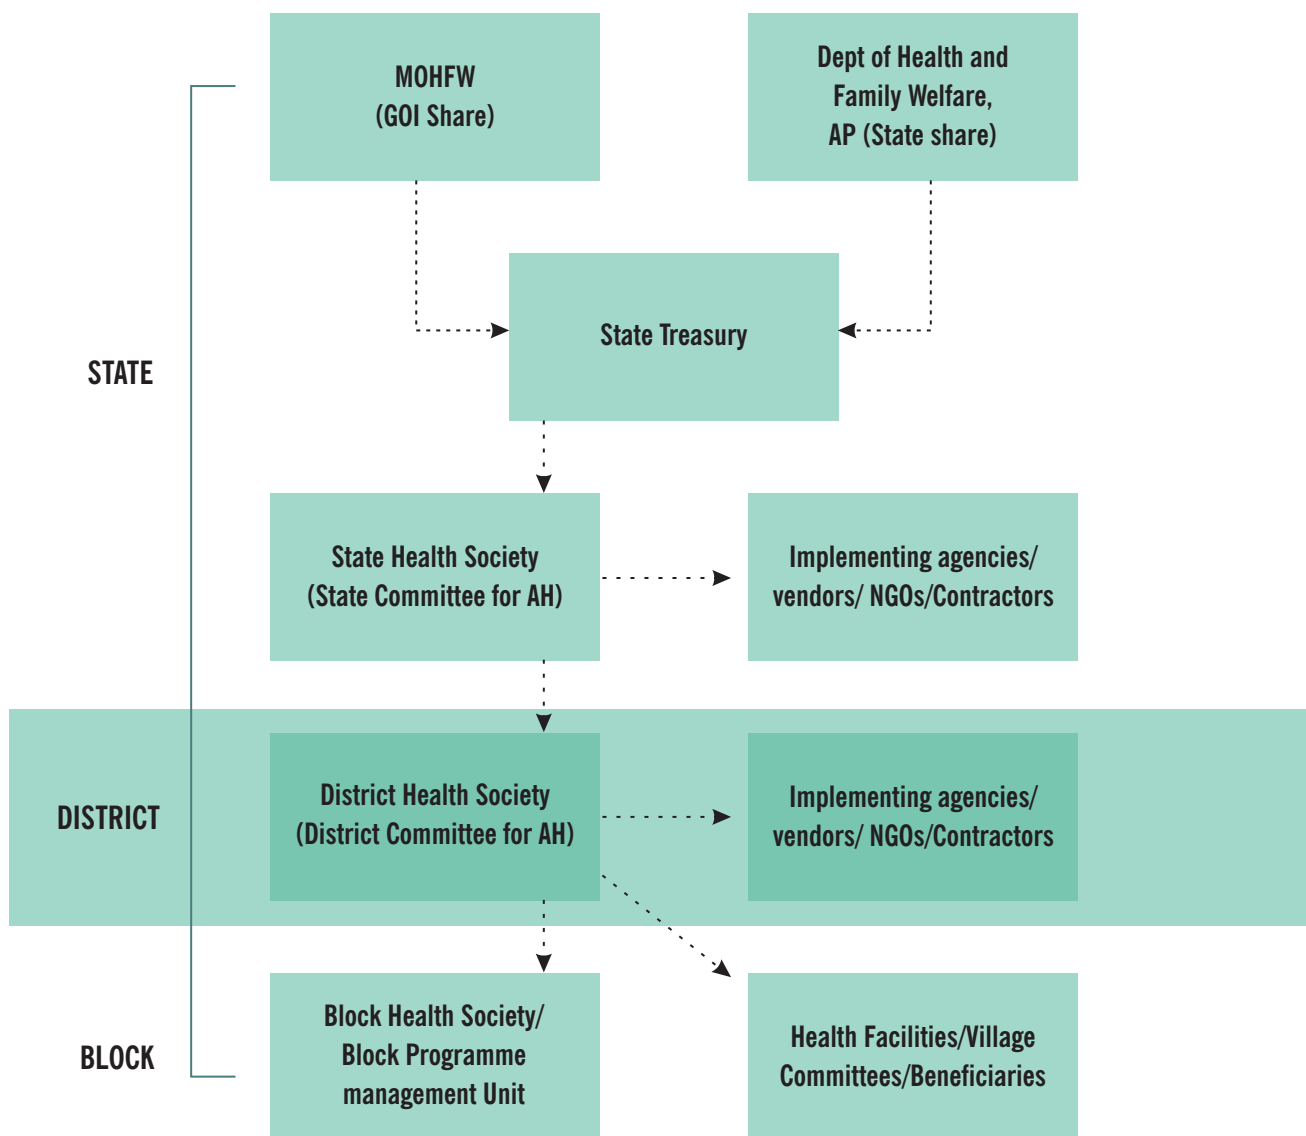 MOHFW
(GOI Share)
Dept of Health and
Family Welfare,
AP (State share)
State Treasury
STATE
State Health Society
(State Committee for AH)
Implementing agencies/
vendors/ NGOs/Contractors
DISTRICT
District Health Society
(District Committee for AH)
Implementing agencies/
vendors/ NGOs/Contractors
BLOCK
Block Health Society/
Block Programme
management Unit
Health Facilities/Village
Committees/Beneficiaries